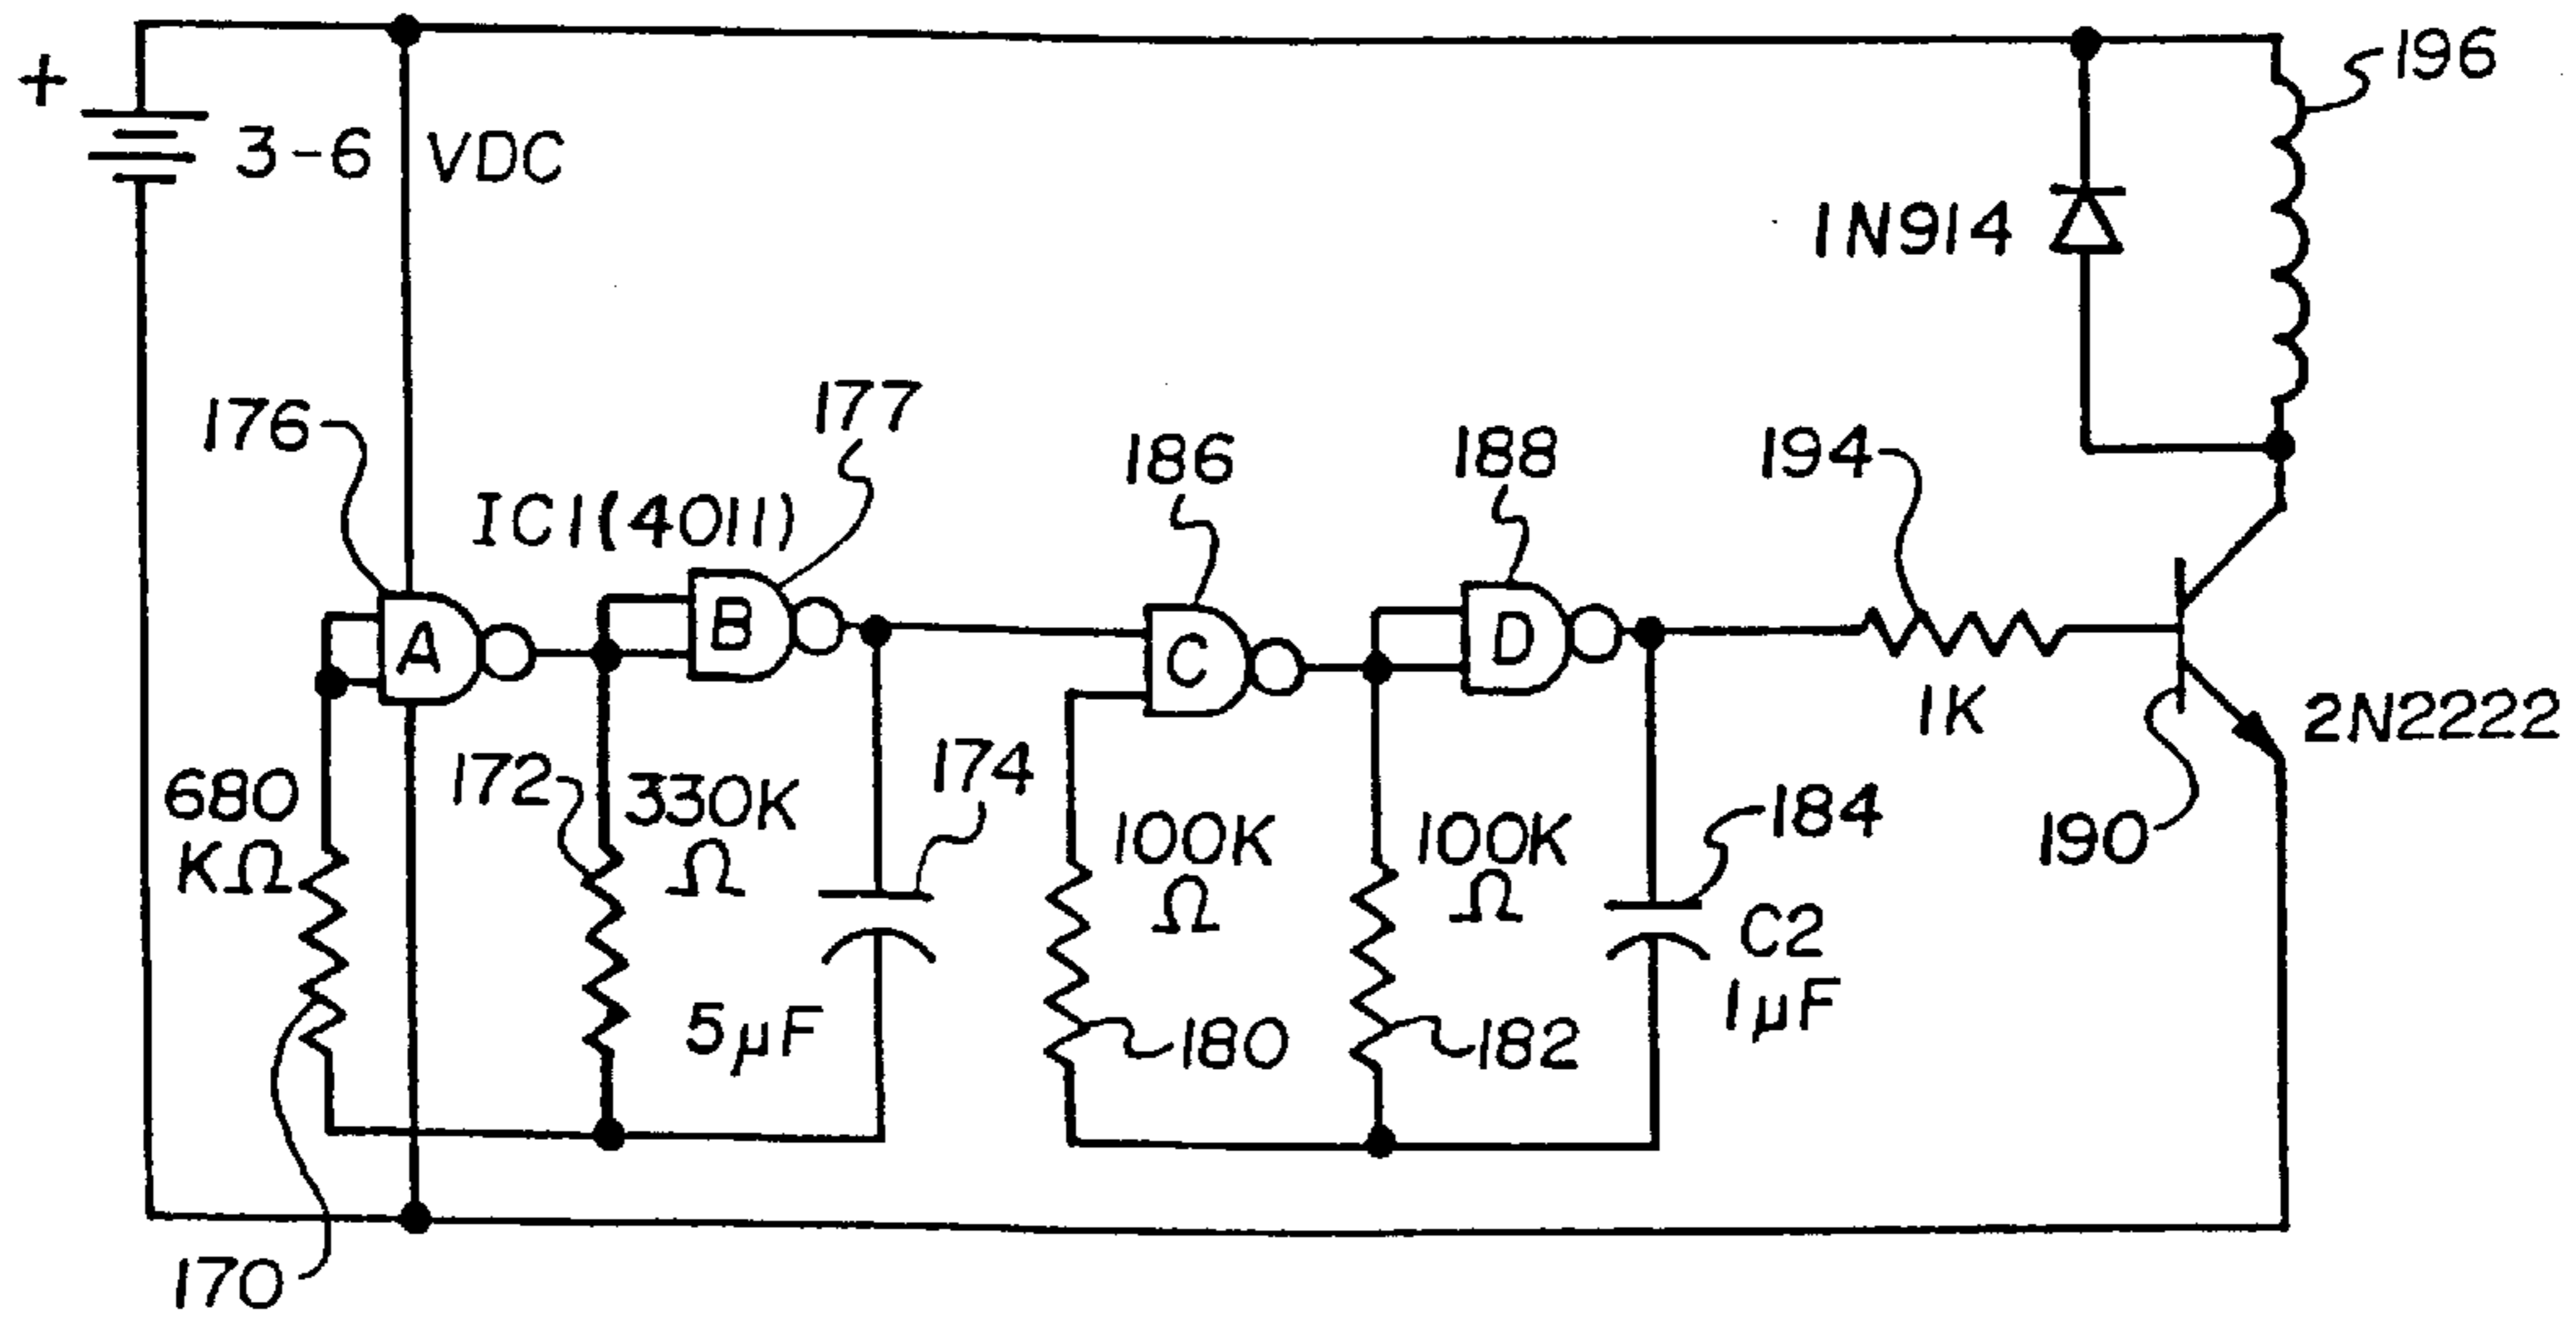 +
3-6 VDC
196
1N914
176
177
IC1(4011)
186
188
194
A
B
C
D
1K
2N2222
190
680
KΩ
172
330K
Ω
174
100K
Ω
100K
Ω
184
C2
1µF
5µF
180
182
170